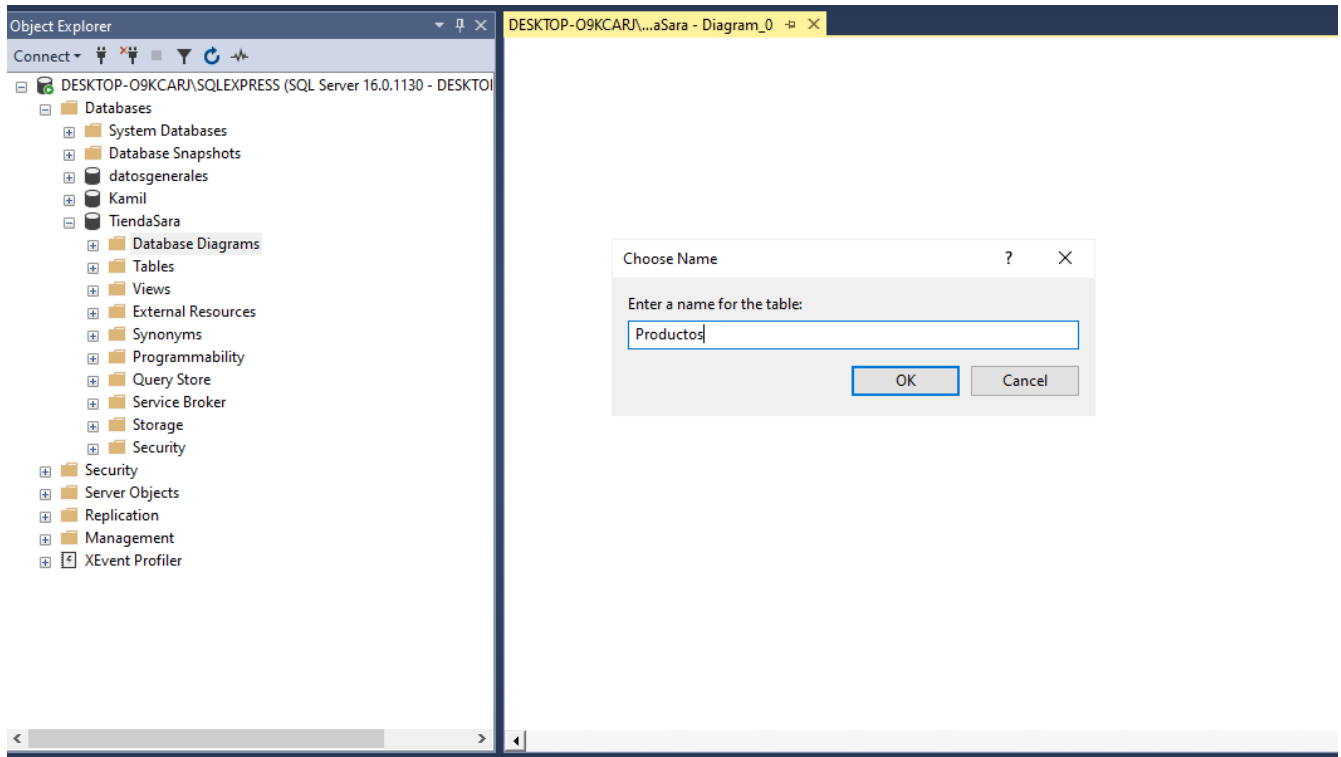 Object Explorer
DESKTOP-O9KCARJ\...aSara - Diagram_0
Connect
DESKTOP-O9KCARJ\SQLEXPRESS (SQL Server 16.0.1130 - DESKTOI
Databases
System Databases
Database Snapshots
datosgenerales
Kamil
TiendaSara
Database Diagrams
Tables
Views
External Resources
Synonyms
Programmability
Query Store
Service Broker
Storage
Security
Security
Server Objects
Replication
Management
XEvent Profiler
Choose Name ?
Enter a name for the table:
Productos
OK Cancel